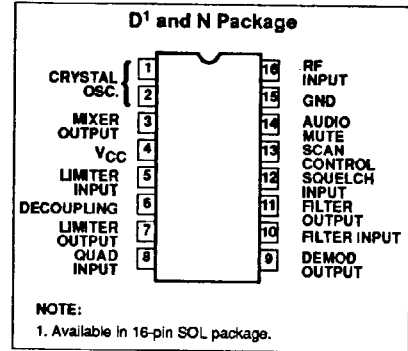 D¹ and N Package
CRYSTAL
OSC.
MIXER
OUTPUT
VCC
LIMITER
INPUT
DECOUPLING
LIMITER
OUTPUT
QUAD
INPUT
1
2
3
4
5
6
7
8
16
15
14
13
12
11
10
9
RF
INPUT
GND
AUDIO
MUTE
SCAN
CONTROL
SQUELCH
INPUT
FILTER
OUTPUT
FILTER INPUT
DEMOD
OUTPUT
NOTE:
1. Available in 16-pin SOL package.